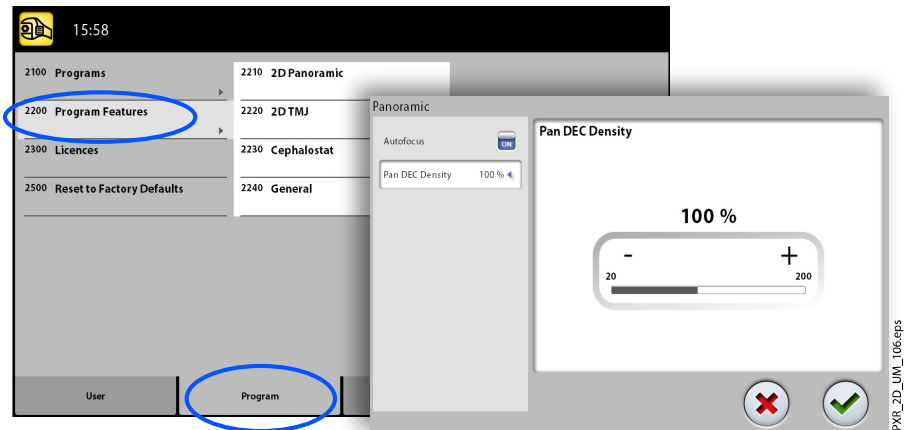 15:58
2100 Programs
2200 Program Features
2300 Licences
2500 Reset to Factory Defaults
2210 2D Panoramic
2220 2D TMJ
2230 Cephalostat
2240 General
User
Program
Panoramic
Autofocus ON
Pan DEC Density 100 %
Pan DEC Density
100 %
- +
20 200
PXR_2D_UM_106.eps